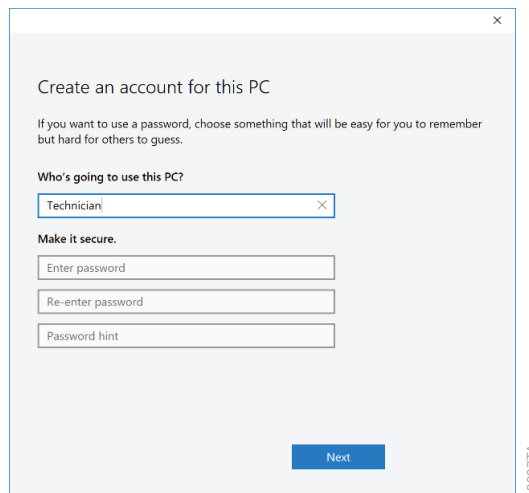 Create an account for this PC
If you want to use a password, choose something that will be easy for you to remember
but hard for others to guess.
Who's going to use this PC?
Technician
Make it secure.
Enter password
Re-enter password
Password hint
Next